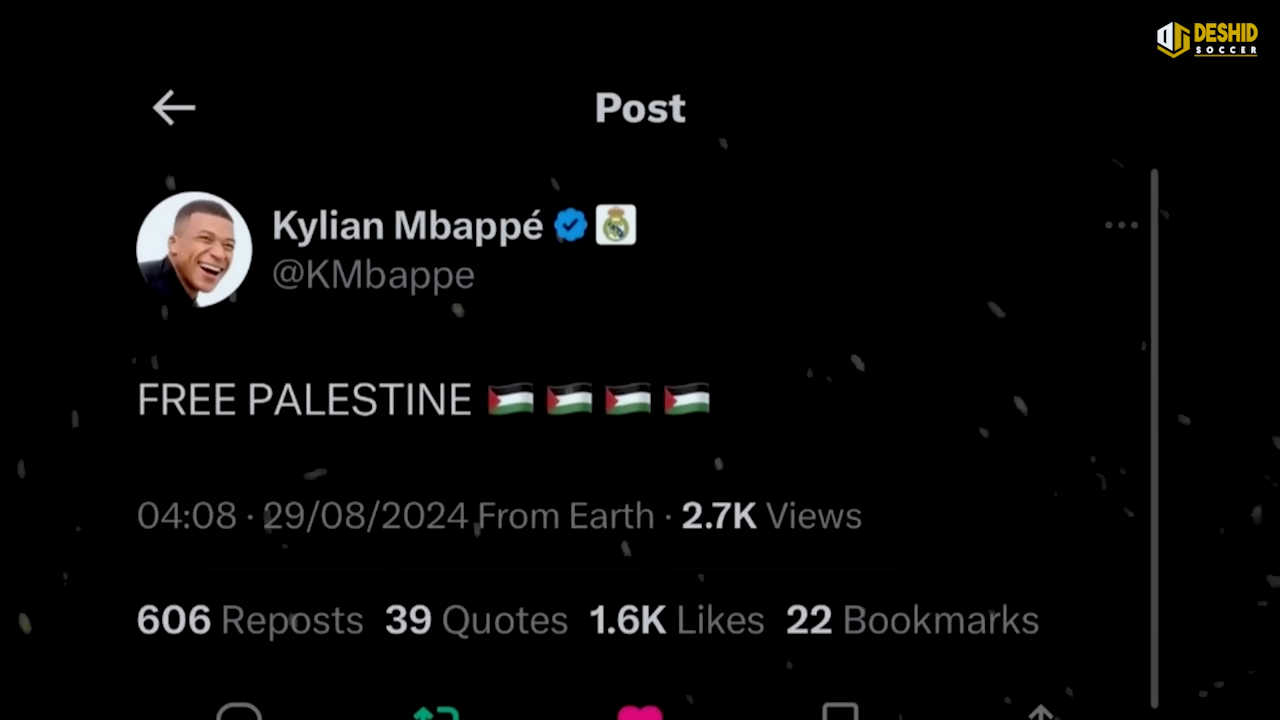 DESHID
SOCCER
Post
Kylian Mbappé
@KMbappe
FREE PALESTINE 🇵🇸 🇵🇸 🇵🇸 🇵🇸
04:08 · 29/08/2024 From Earth · 2.7K Views
606 Reposts 39 Quotes 1.6K Likes 22 Bookmarks